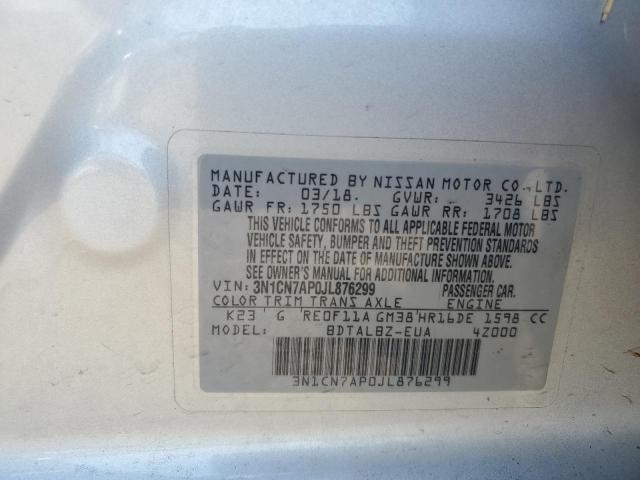 MANUFACTURED BY NISSAN MOTOR CO.,LTD.
DATE: 03/18. GVWR: 3426 LBS
GAWR FR: 1750 LBS GAWR RR: 1708 LBS
THIS VEHICLE CONFORMS TO ALL APPLICABLE FEDERAL MOTOR
VEHICLE SAFETY, BUMPER AND THEFT PREVENTION STANDARDS
IN EFFECT ON THE DATE OF MANUFACTURE SHOWN ABOVE.
SEE OWNER'S MANUAL FOR ADDITIONAL INFORMATION.
VIN: 3N1CN7AP0JL876299 PASSENGER CAR.
COLOR TRIM TRANS AXLE ENGINE
K23 G RE0F11A GM38 HR16DE 1598 CC
MODEL: BDTALBZ-EUA 4Z000
3N1CN7AP0JL876299